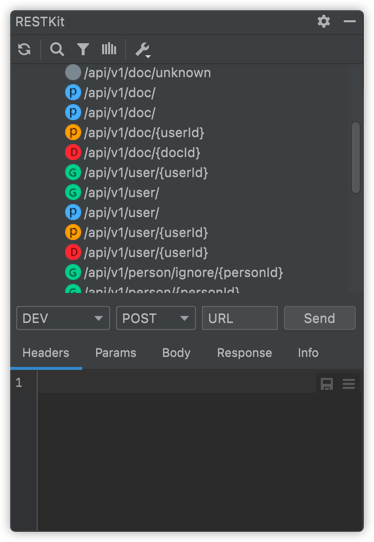 RESTKit
/api/v1/doc/unknown
P /api/v1/doc/
P /api/v1/doc/
P /api/v1/doc/{userId}
D /api/v1/doc/{docId}
G /api/v1/user/{userId}
G /api/v1/user/
P /api/v1/user/
P /api/v1/user/{userId}
D /api/v1/user/{userId}
G /api/v1/person/ignore/{personId}
G /api/v1/person/{personId}
DEV POST URL Send
Headers Params Body Response Info
1